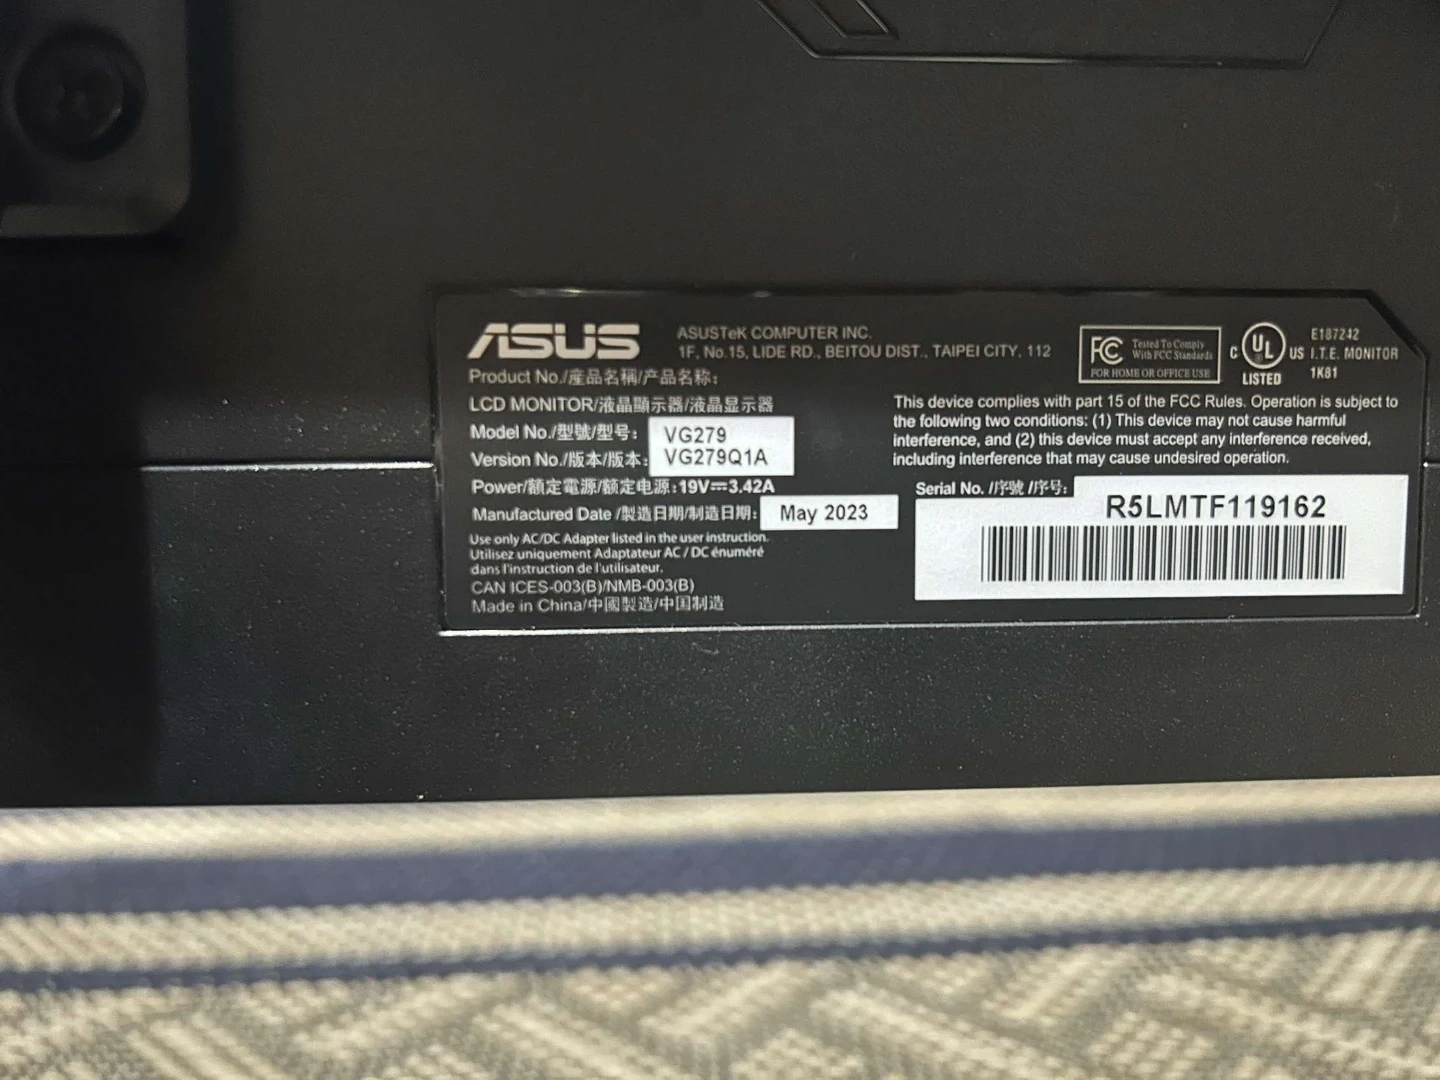 ASUS
ASUSTeK COMPUTER INC.
1F, No.15, LIDE RD., BEITOU DIST., TAIPEI CITY, 112
Product No./產品名稱/产品名称:
LCD MONITOR/液晶顯示器/液晶显示器
Model No./型號/型号: VG279
Version No./版本/版本: VG279Q1A
Power/額定電源/额定电源:19V⎓3.42A
Manufactured Date /製造日期/制造日期: May 2023
Use only AC/DC Adapter listed in the user instruction.
Utilisez uniquement Adaptateur AC / DC énuméré
dans l'instruction de l'utilisateur.
CAN ICES-003(B)/NMB-003(B)
Made in China/中國製造/中国制造
FC Tested To Comply
With FCC Standards
FOR HOME OR OFFICE USE
C UL US
LISTED
E187242
I.T.E. MONITOR
1K81
This device complies with part 15 of the FCC Rules. Operation is subject to
the following two conditions: (1) This device may not cause harmful
interference, and (2) this device must accept any interference received,
including interference that may cause undesired operation.
Serial No. /序號 /序号:
R5LMTF119162